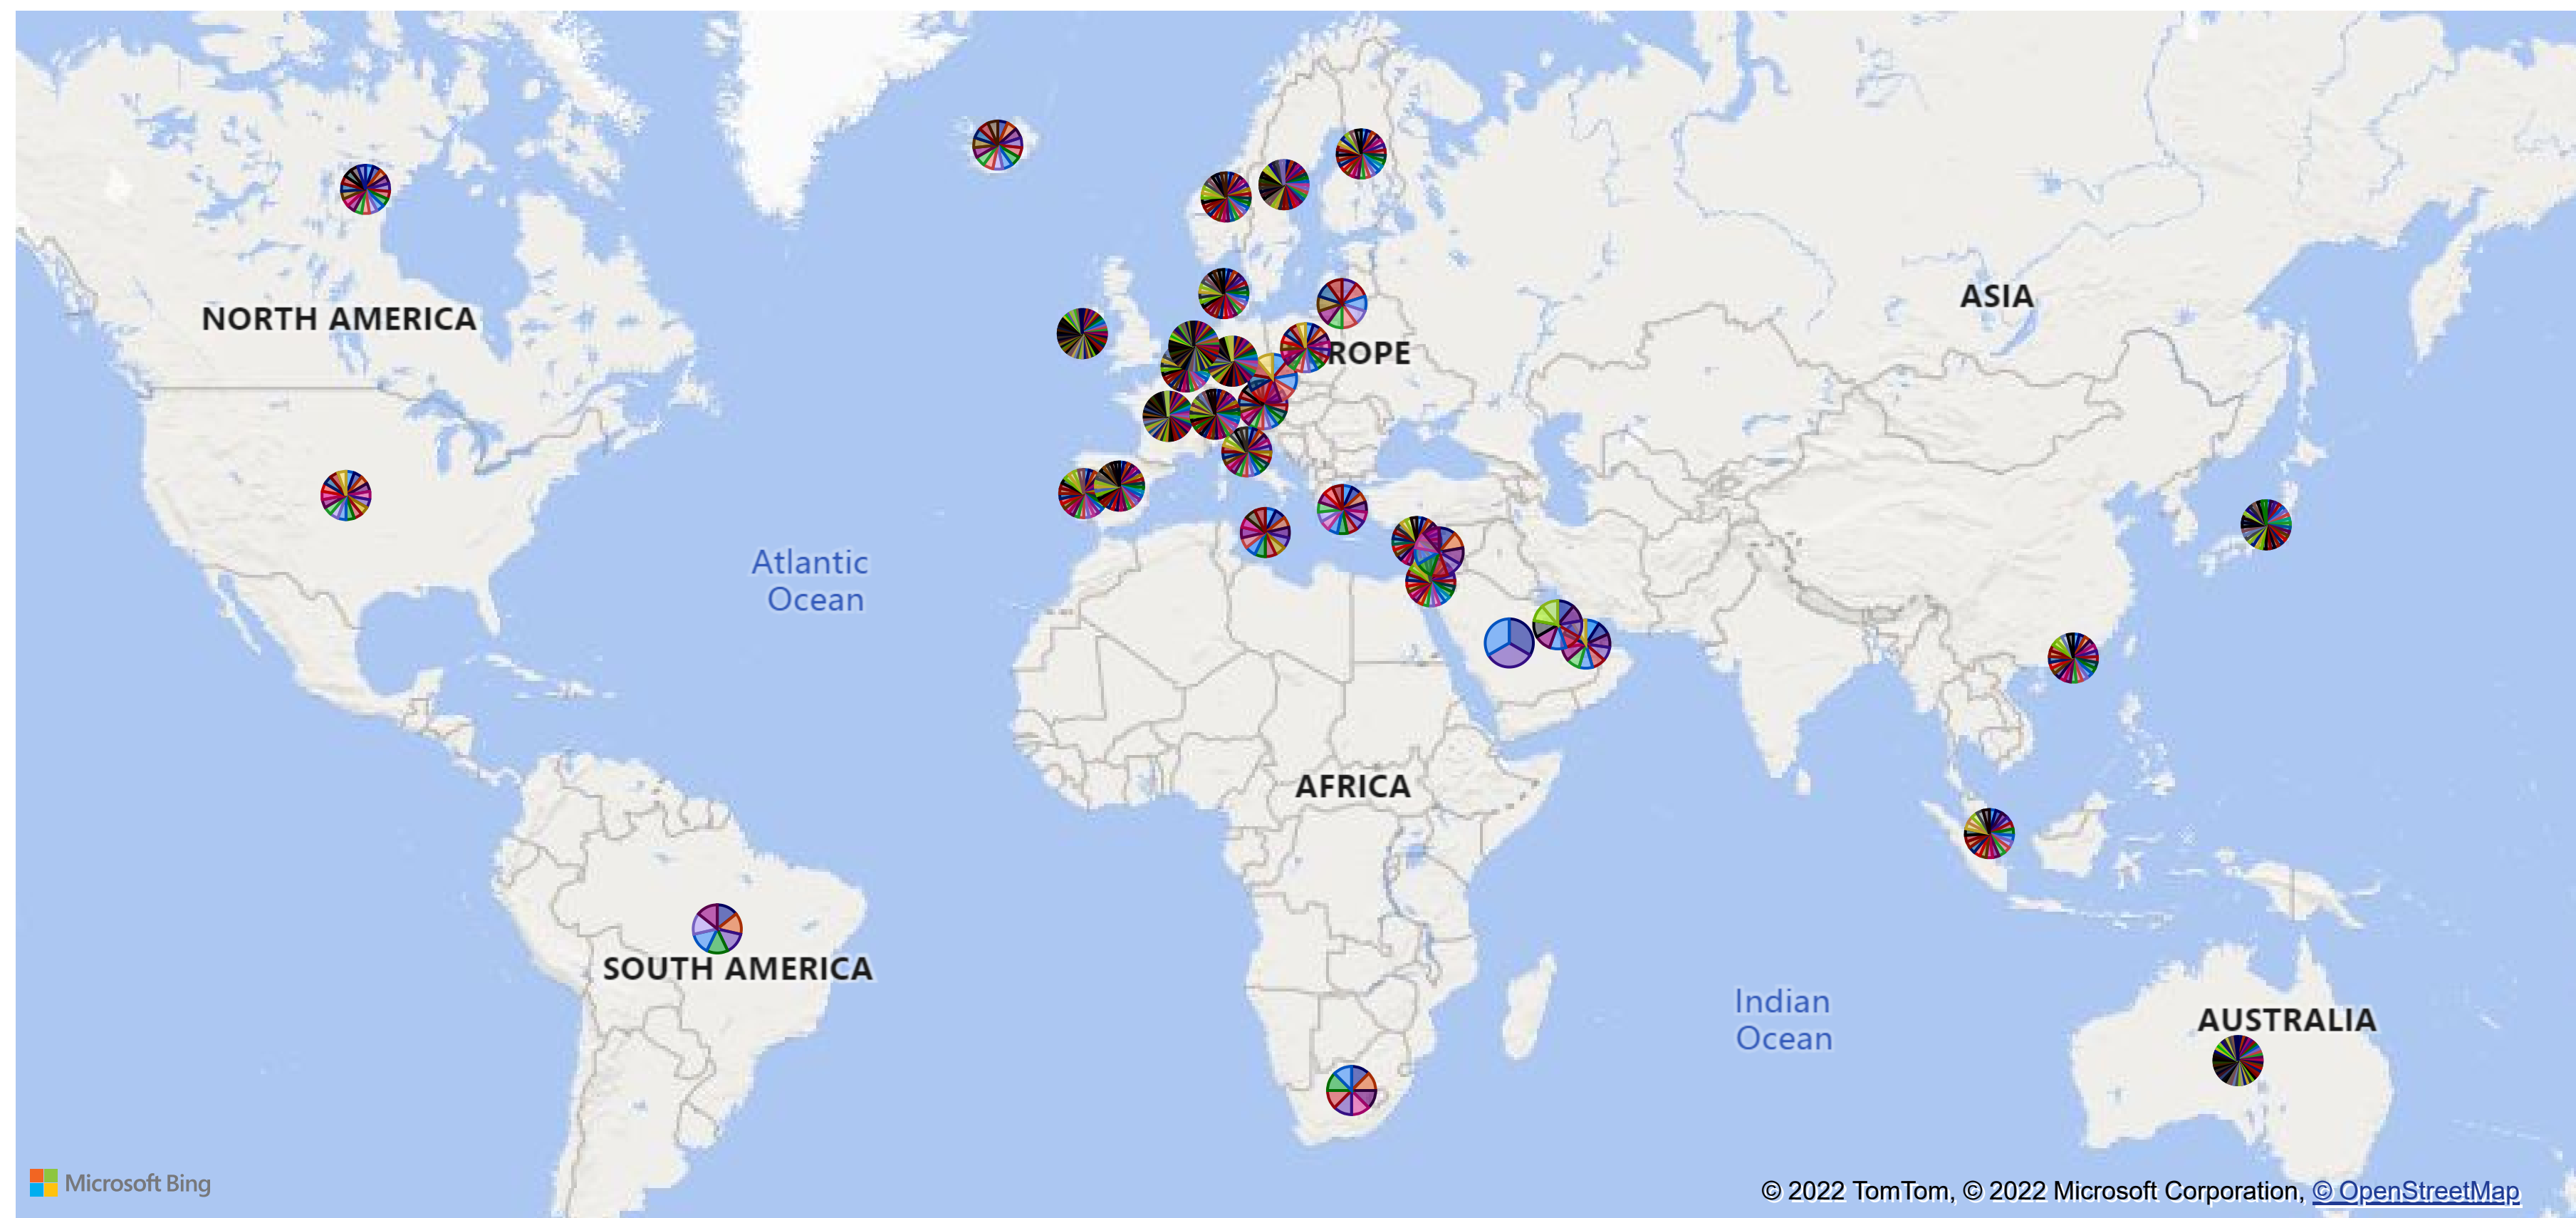 NORTH AMERICA
ASIA
ROPE
Atlantic
Ocean
AFRICA
SOUTH AMERICA
Indian
Ocean
AUSTRALIA
Microsoft Bing
© 2022 TomTom, © 2022 Microsoft Corporation, © OpenStreetMap